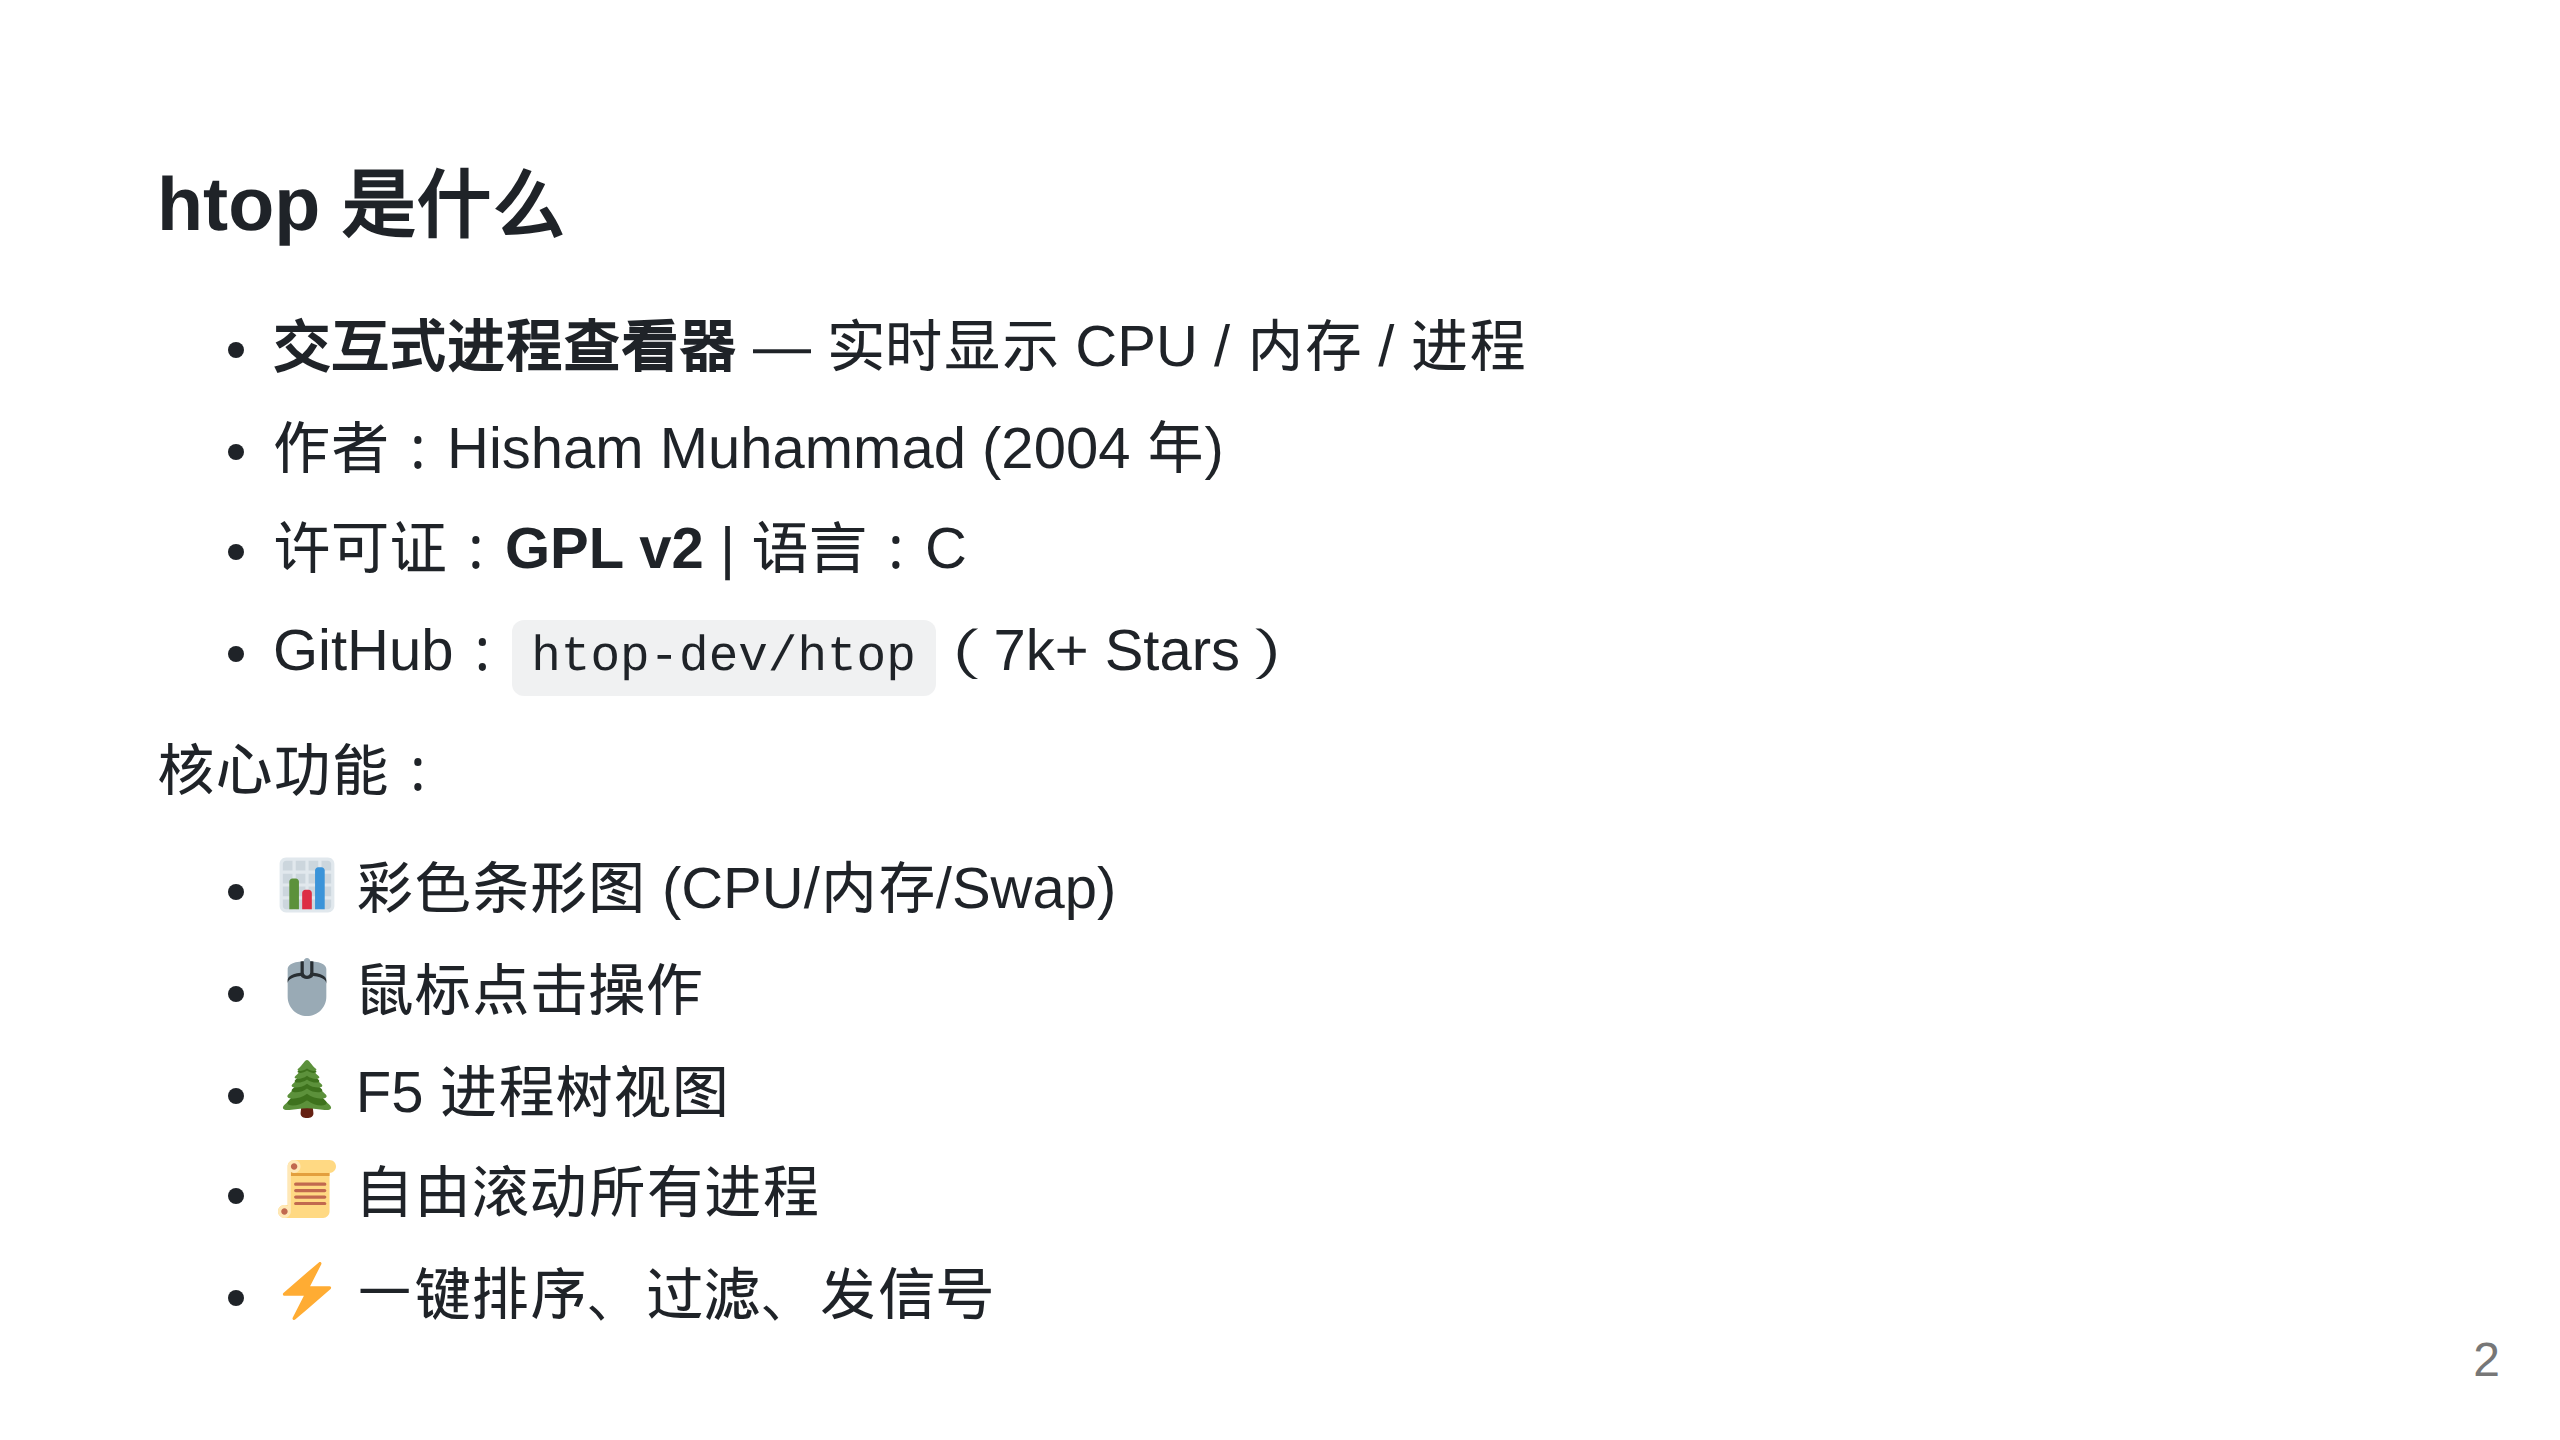 htop 是什么
• 交互式进程查看器 — 实时显示 CPU / 内存 / 进程
• 作者：Hisham Muhammad (2004 年)
• 许可证：GPL v2 | 语言：C
• GitHub： htop-dev/htop （7k+ Stars）
核心功能：
• 📊 彩色条形图 (CPU/内存/Swap)
• 🖱️ 鼠标点击操作
• 🌲 F5 进程树视图
• 📜 自由滚动所有进程
• ⚡ 一键排序、过滤、发信号
2